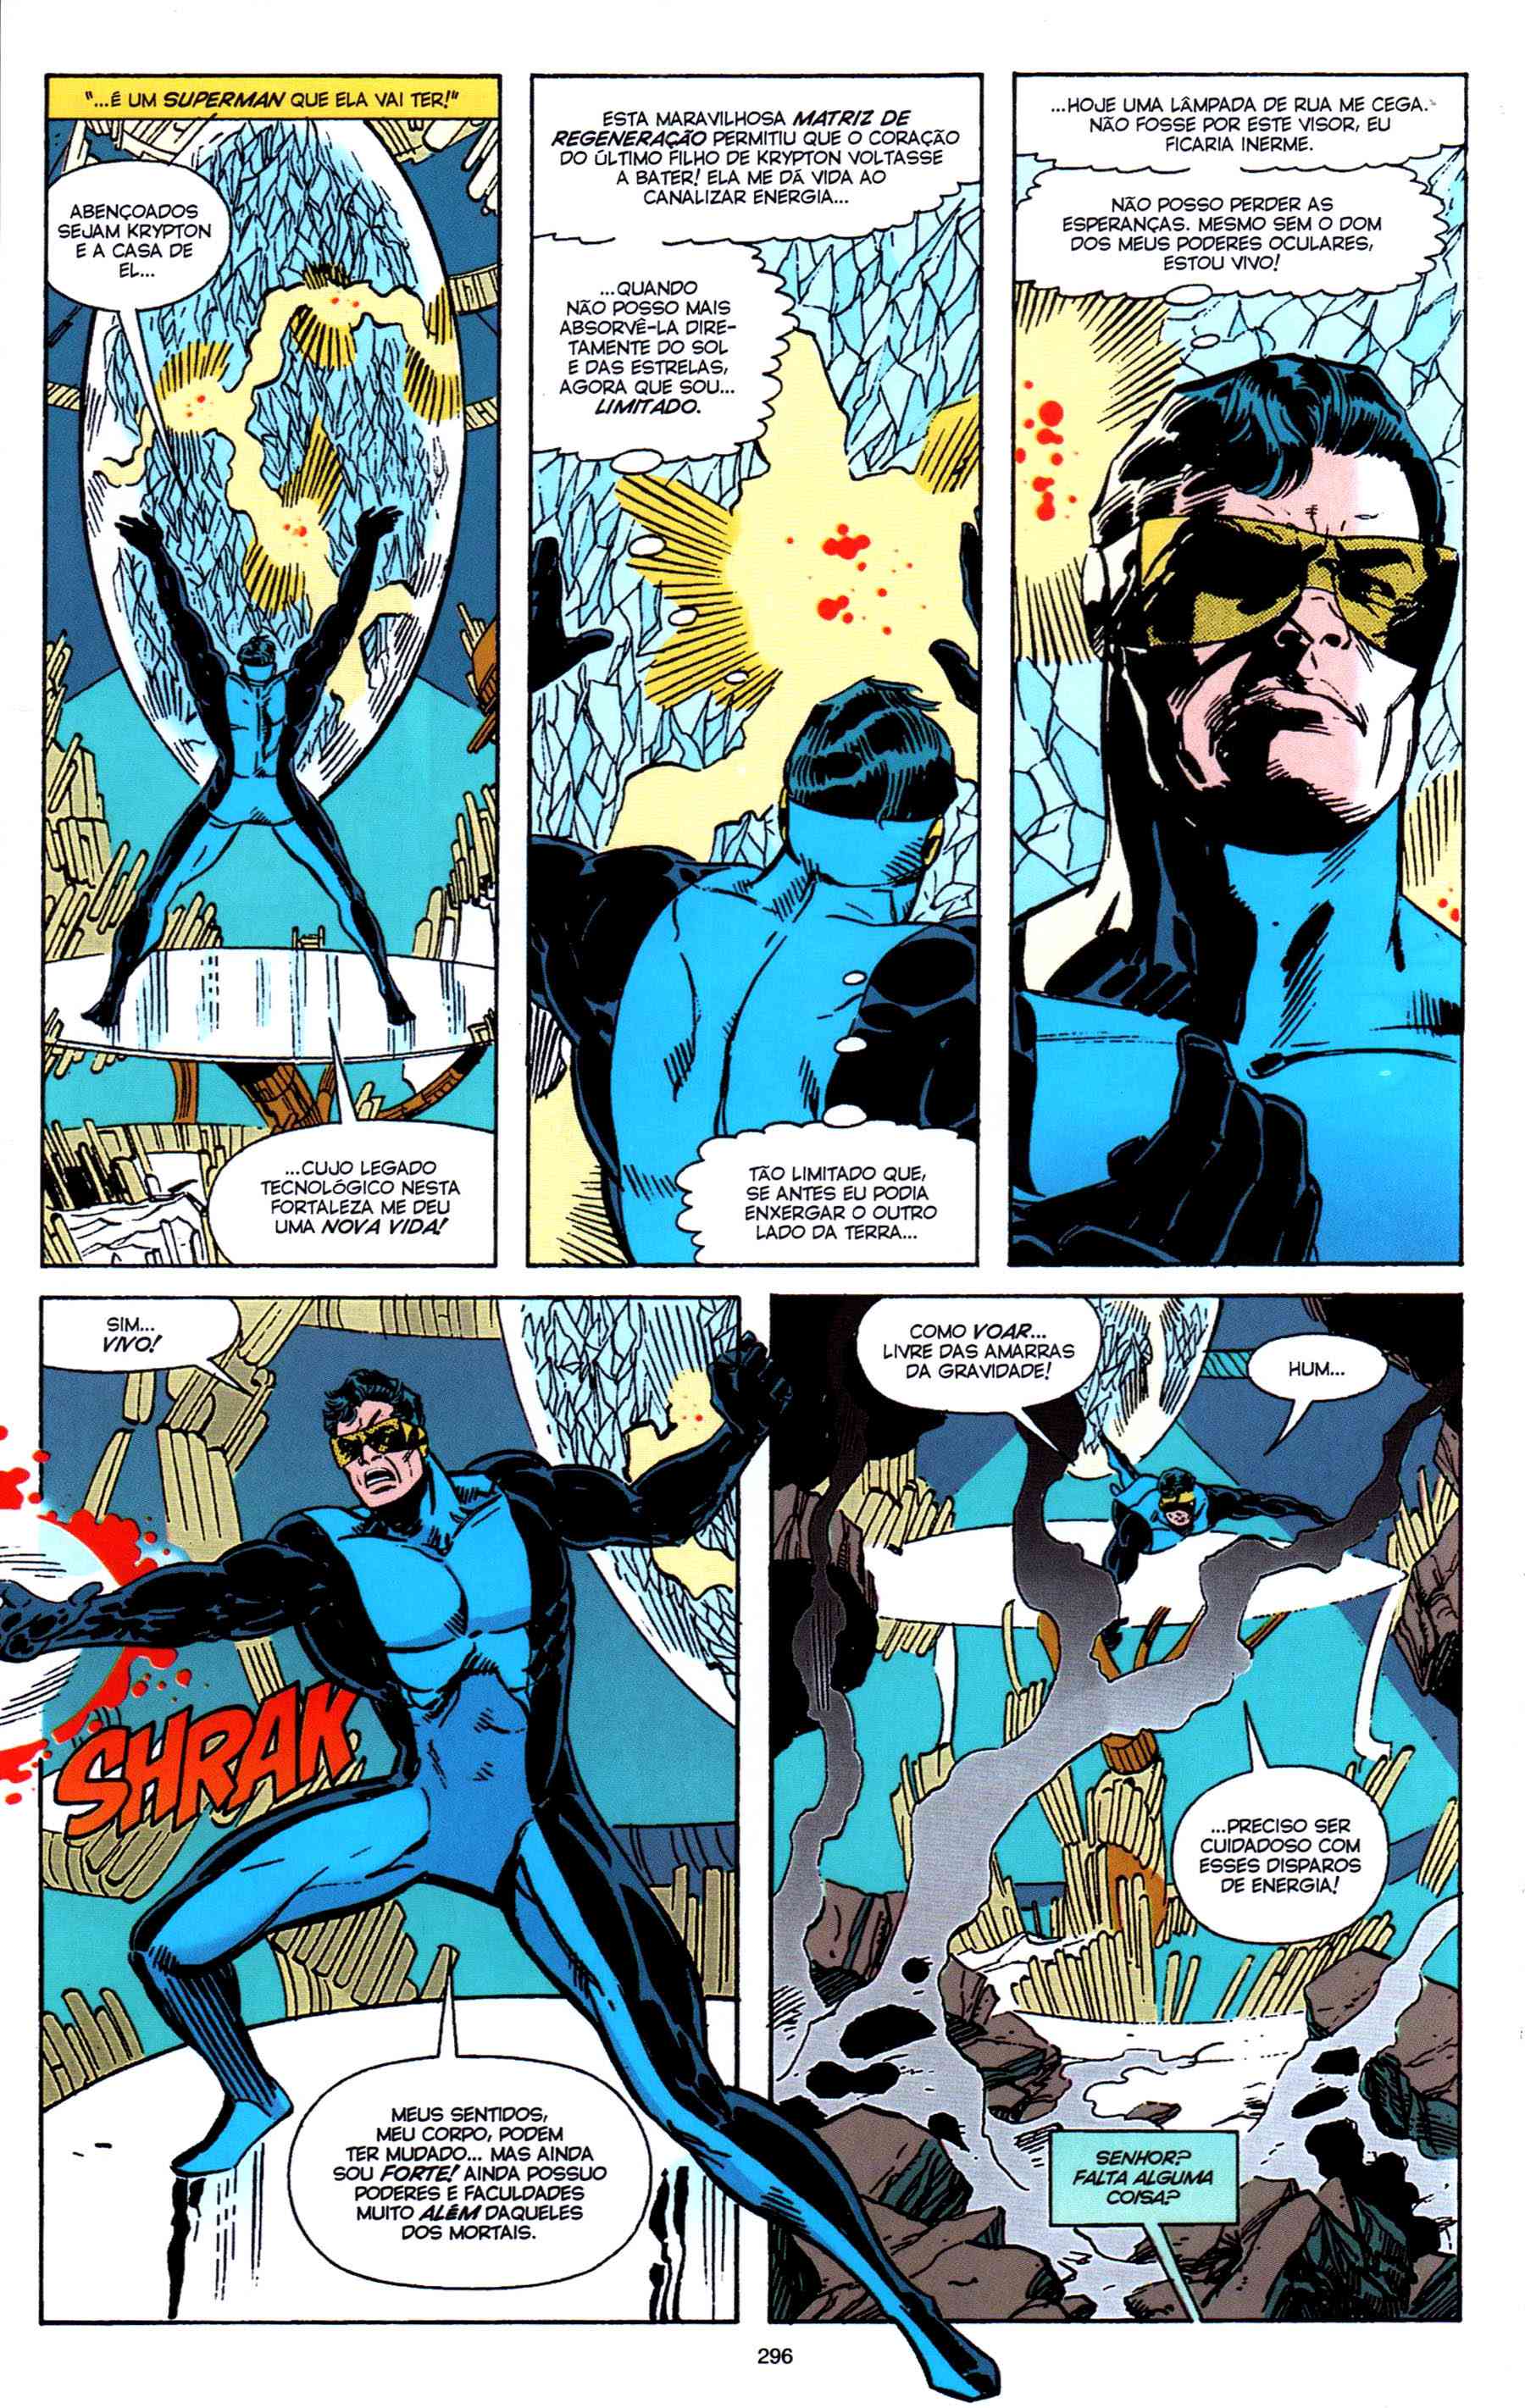 "...É UM SUPERMAN QUE ELA VAI TER!"
ABENÇOADOS
SEJAM KRYPTON
E A CASA DE
EL...
...CUJO LEGADO
TECNOLÓGICO NESTA
FORTALEZA ME DEU
UMA NOVA VIDA!
ESTA MARAVILHOSA MATRIZ DE
REGENERAÇÃO PERMITIU QUE O CORAÇÃO
DO ÚLTIMO FILHO DE KRYPTON VOLTASSE
A BATER! ELA ME DÁ VIDA AO
CANALIZAR ENERGIA...
...QUANDO
NÃO POSSO MAIS
ABSORVÊ-LA DIRE-
TAMENTE DO SOL
E DAS ESTRELAS,
AGORA QUE SOU...
LIMITADO.
TÃO LIMITADO QUE,
SE ANTES EU PODIA
ENXERGAR O OUTRO
LADO DA TERRA...
...HOJE UMA LÂMPADA DE RUA ME CEGA.
NÃO FOSSE POR ESTE VISOR, EU
FICARIA INERME.
NÃO POSSO PERDER AS
ESPERANÇAS. MESMO SEM O DOM
DOS MEUS PODERES OCULARES,
ESTOU VIVO!
SIM...
VIVO!
SHRAK
MEUS SENTIDOS,
MEU CORPO, PODEM
TER MUDADO... MAS AINDA
SOU FORTE! AINDA POSSUO
PODERES E FACULDADES
MUITO ALÉM DAQUELES
DOS MORTAIS.
COMO VOAR...
LIVRE DAS AMARRAS
DA GRAVIDADE!
HUM...
...PRECISO SER
CUIDADOSO COM
ESSES DISPAROS
DE ENERGIA!
SENHOR?
FALTA ALGUMA
COISA?
296